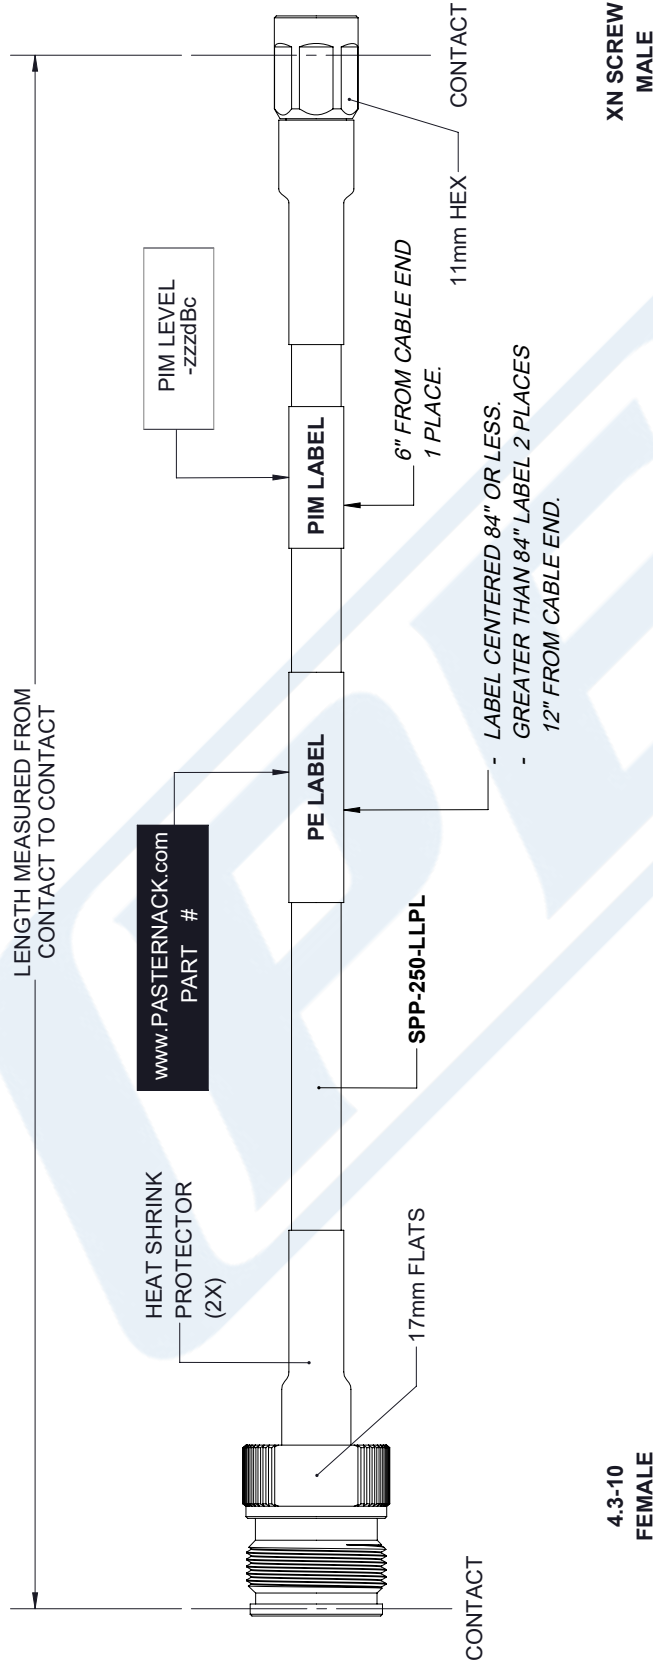 LENGTH MEASURED FROM
CONTACT TO CONTACT
HEAT SHRINK
PROTECTOR
(2X)
www.PASTERNACK.com
PART #
PIM LEVEL
-zzzdBc
PE LABEL
PIM LABEL
CONTACT
17mm FLATS
SPP-250-LLPL
- LABEL CENTERED 84" OR LESS.
- GREATER THAN 84" LABEL 2 PLACES
12" FROM CABLE END.
6" FROM CABLE END
1 PLACE.
11mm HEX
CONTACT
4.3-10
FEMALE
XN SCREW
MALE